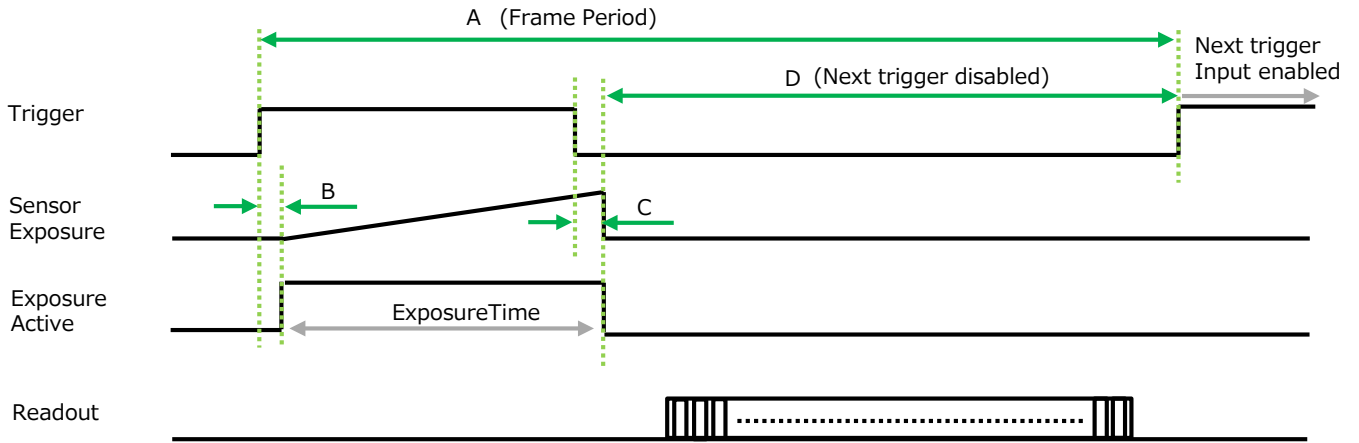 A (Frame Period)
Next trigger
Input enabled
D (Next trigger disabled)
Trigger
B
Sensor
Exposure
C
Exposure
Active
ExposureTime
Readout